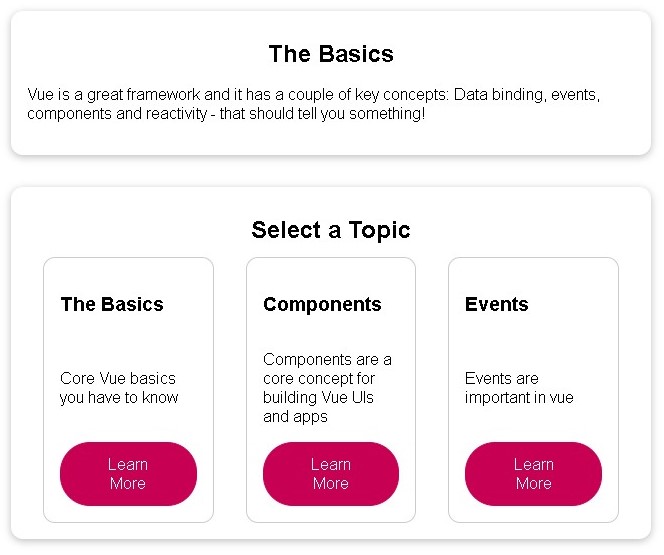 The Basics
Vue is a great framework and it has a couple of key concepts: Data binding, events,
components and reactivity - that should tell you something!
Select a Topic
The Basics
Core Vue basics
you have to know
Learn
More
Components
Components are a
core concept for
building Vue UIs
and apps
Learn
More
Events
Events are
important in vue
Learn
More